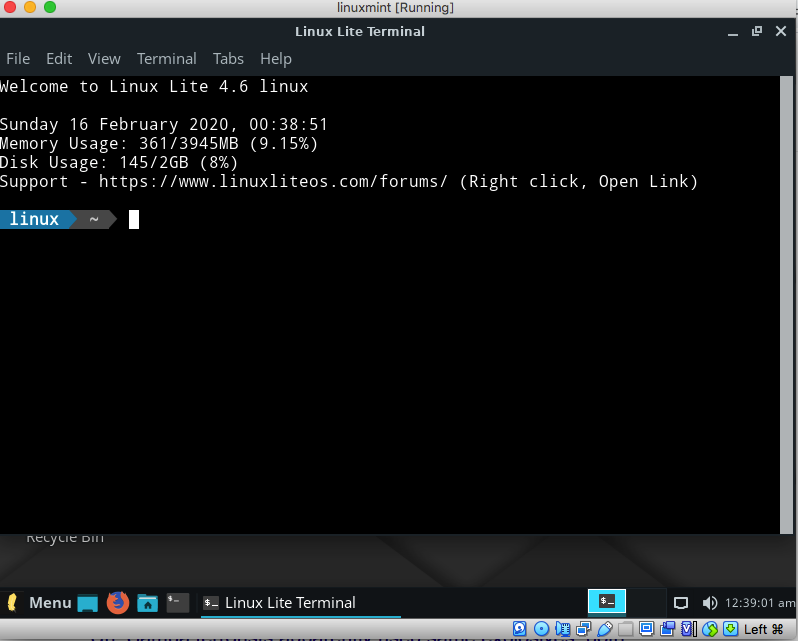 linuxmint [Running]
Linux Lite Terminal
File Edit View Terminal Tabs Help
Welcome to Linux Lite 4.6 linux
Sunday 16 February 2020, 00:38:51
Memory Usage: 361/3945MB (9.15%)
Disk Usage: 145/2GB (8%)
Support - https://www.linuxliteos.com/forums/ (Right click, Open Link)
linux ~
Recycle Bin
Menu $_ Linux Lite Terminal $_ 12:39:01 am
Left ⌘